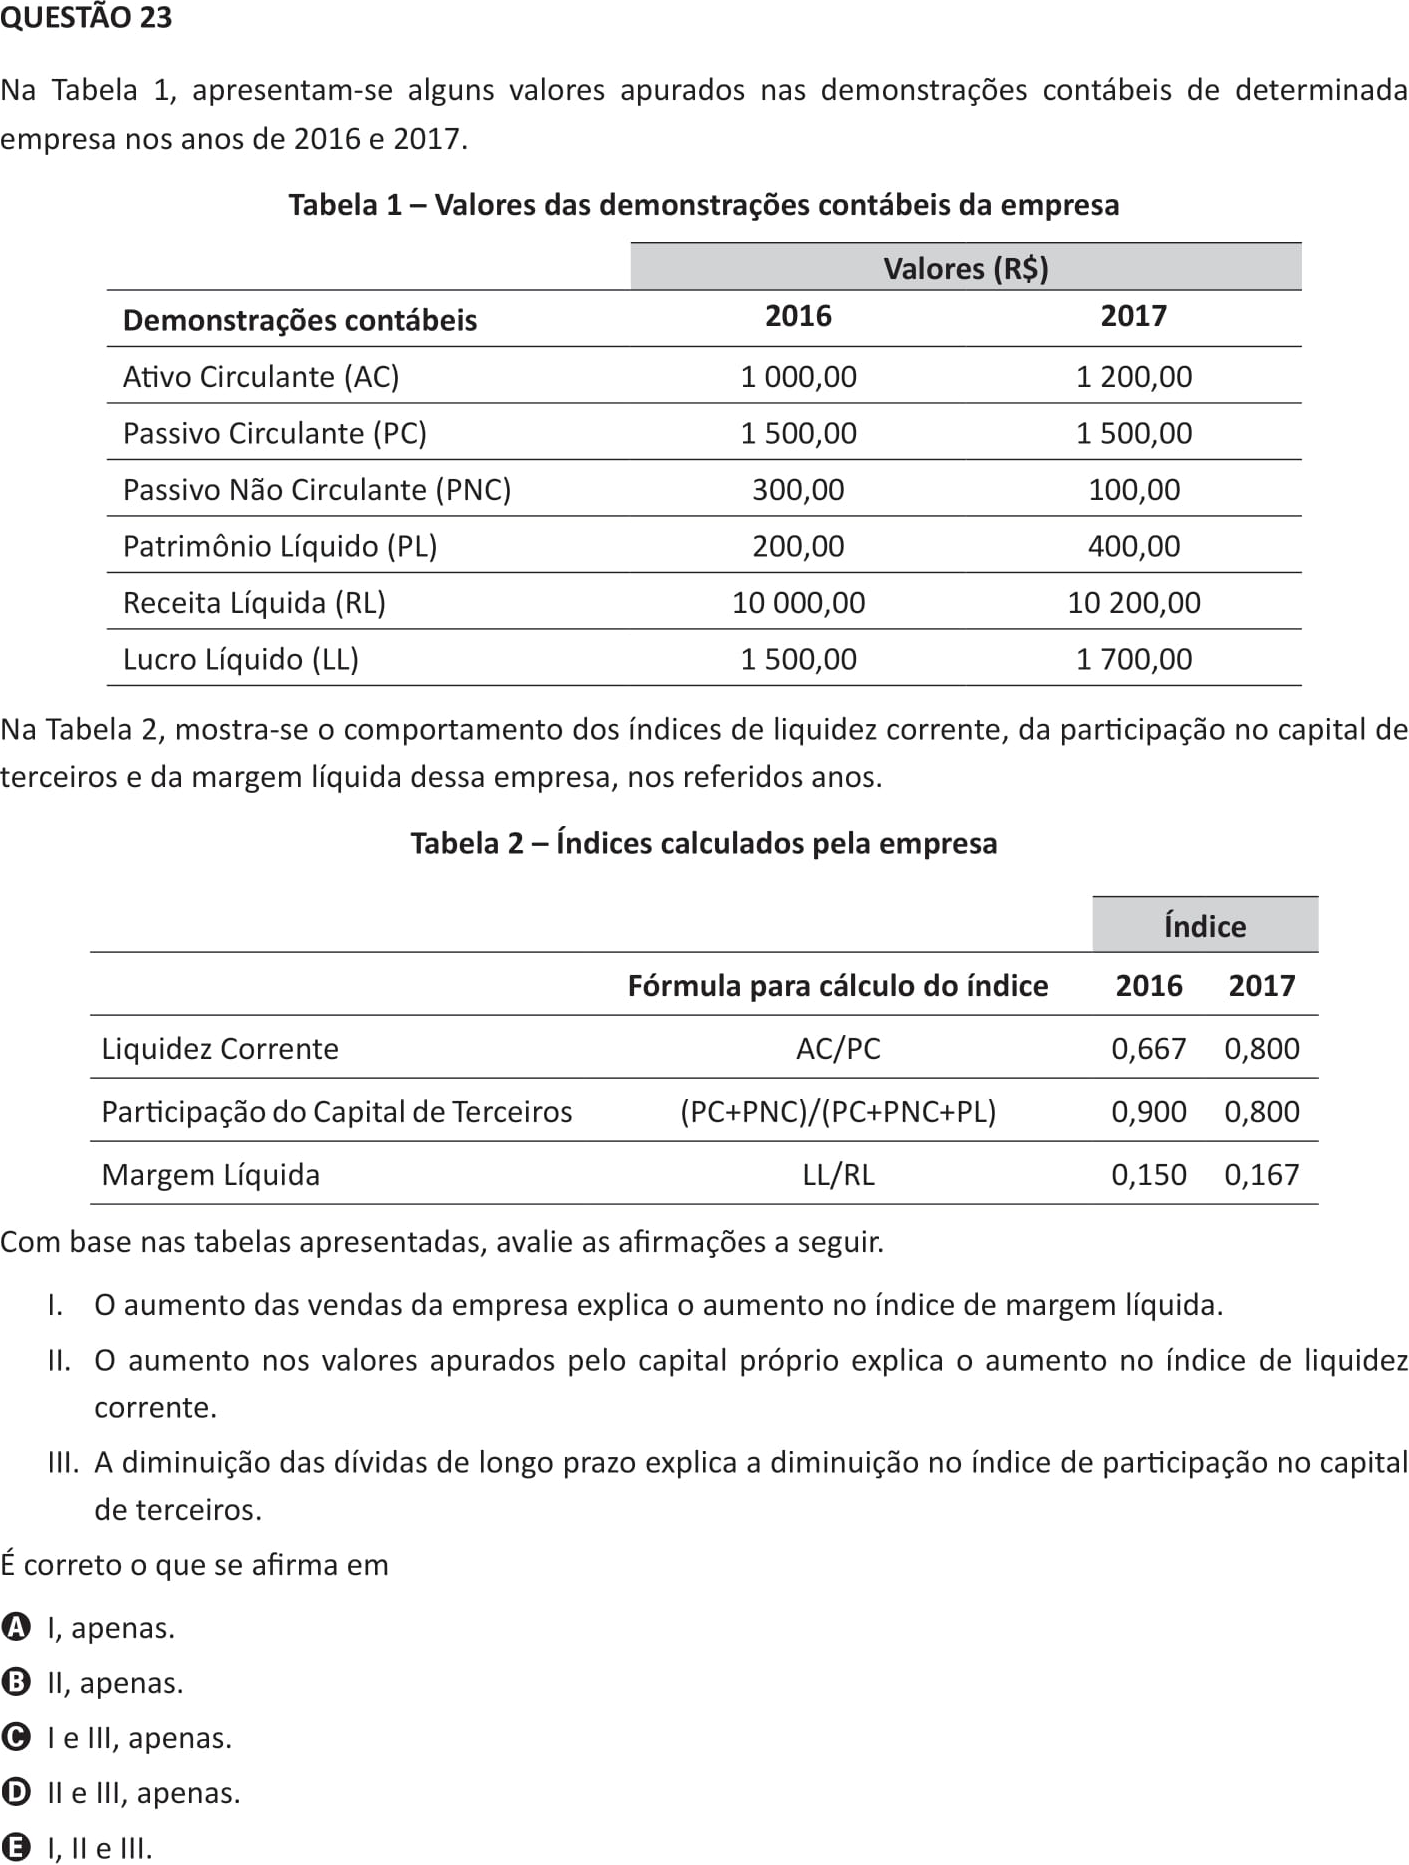 QUESTÃO 23
Na Tabela 1, apresentam-se alguns valores apurados nas demonstrações contábeis de determinada
empresa nos anos de 2016 e 2017.
Tabela 1 – Valores das demonstrações contábeis da empresa
Valores (R$)
Demonstrações contábeis 2016 2017
Ativo Circulante (AC) 1 000,00 1 200,00
Passivo Circulante (PC) 1 500,00 1 500,00
Passivo Não Circulante (PNC) 300,00 100,00
Patrimônio Líquido (PL) 200,00 400,00
Receita Líquida (RL) 10 000,00 10 200,00
Lucro Líquido (LL) 1 500,00 1 700,00
Na Tabela 2, mostra-se o comportamento dos índices de liquidez corrente, da participação no capital de
terceiros e da margem líquida dessa empresa, nos referidos anos.
Tabela 2 – Índices calculados pela empresa
Índice
Fórmula para cálculo do índice 2016 2017
Liquidez Corrente AC/PC 0,667 0,800
Participação do Capital de Terceiros (PC+PNC)/(PC+PNC+PL) 0,900 0,800
Margem Líquida LL/RL 0,150 0,167
Com base nas tabelas apresentadas, avalie as afirmações a seguir.
I. O aumento das vendas da empresa explica o aumento no índice de margem líquida.
II. O aumento nos valores apurados pelo capital próprio explica o aumento no índice de liquidez
corrente.
III. A diminuição das dívidas de longo prazo explica a diminuição no índice de participação no capital
de terceiros.
É correto o que se afirma em
A I, apenas.
B II, apenas.
C I e III, apenas.
D II e III, apenas.
E I, II e III.